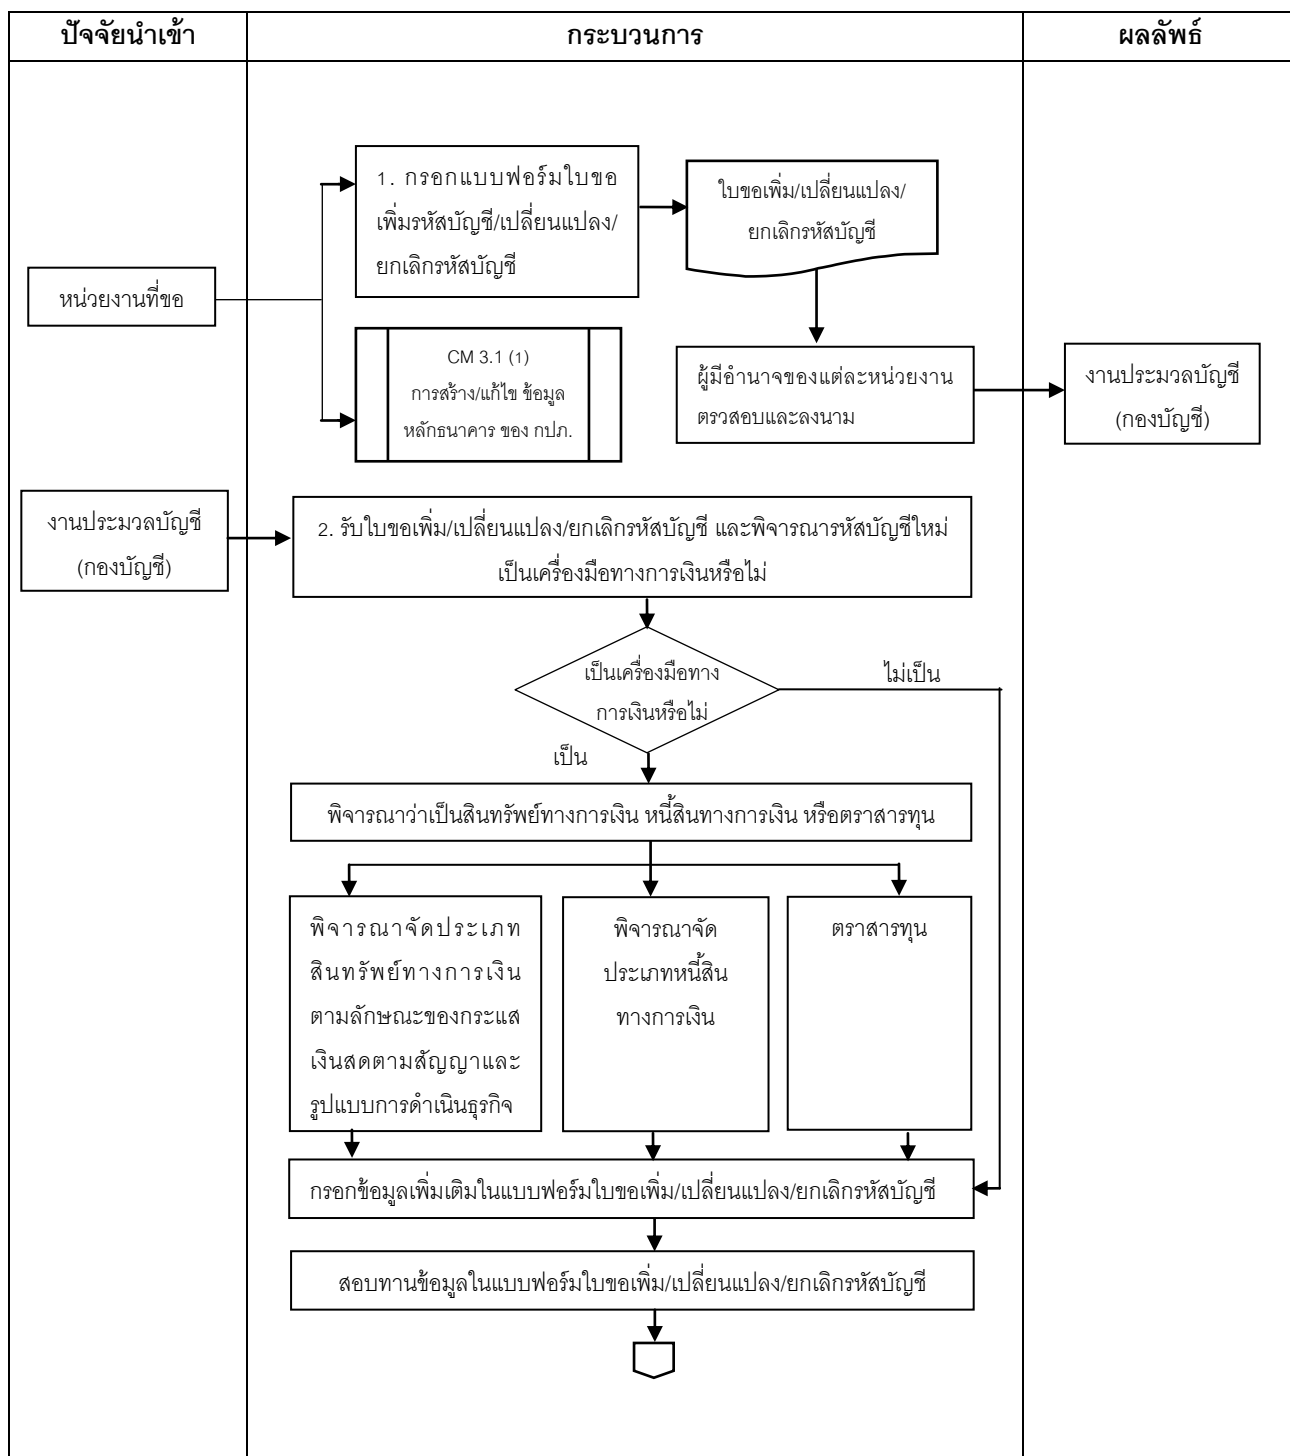 ปัจจัยนำเข้า
กระบวนการ
ผลลัพธ์
1. กรอกแบบฟอร์มใบขอ
เพิ่มรหัสบัญชี/เปลี่ยนแปลง/
ยกเลิกรหัสบัญชี
ใบขอเพิ่ม/เปลี่ยนแปลง/
ยกเลิกรหัสบัญชี
หน่วยงานที่ขอ
CM 3.1 (1)
การสร้าง/แก้ไข ข้อมูล
หลักธนาคาร ของ กปภ.
ผู้มีอำนาจของแต่ละหน่วยงาน
ตรวสอบและลงนาม
งานประมวลบัญชี
(กองบัญชี)
งานประมวลบัญชี
(กองบัญชี)
2. รับใบขอเพิ่ม/เปลี่ยนแปลง/ยกเลิกรหัสบัญชี และพิจารณารหัสบัญชีใหม่
เป็นเครื่องมือทางการเงินหรือไม่
เป็นเครื่องมือทาง
การเงินหรือไม่
ไม่เป็น
เป็น
พิจารณาว่าเป็นสินทรัพย์ทางการเงิน หนี้สินทางการเงิน หรือตราสารทุน
พิจารณาจัดประเภท
สินทรัพย์ทางการเงิน
ตามลักษณะของกระแส
เงินสดตามสัญญาและ
รูปแบบการดำเนินธุรกิจ
พิจารณาจัด
ประเภทหนี้สิน
ทางการเงิน
ตราสารทุน
กรอกข้อมูลเพิ่มเติมในแบบฟอร์มใบขอเพิ่ม/เปลี่ยนแปลง/ยกเลิกรหัสบัญชี
สอบทานข้อมูลในแบบฟอร์มใบขอเพิ่ม/เปลี่ยนแปลง/ยกเลิกรหัสบัญชี